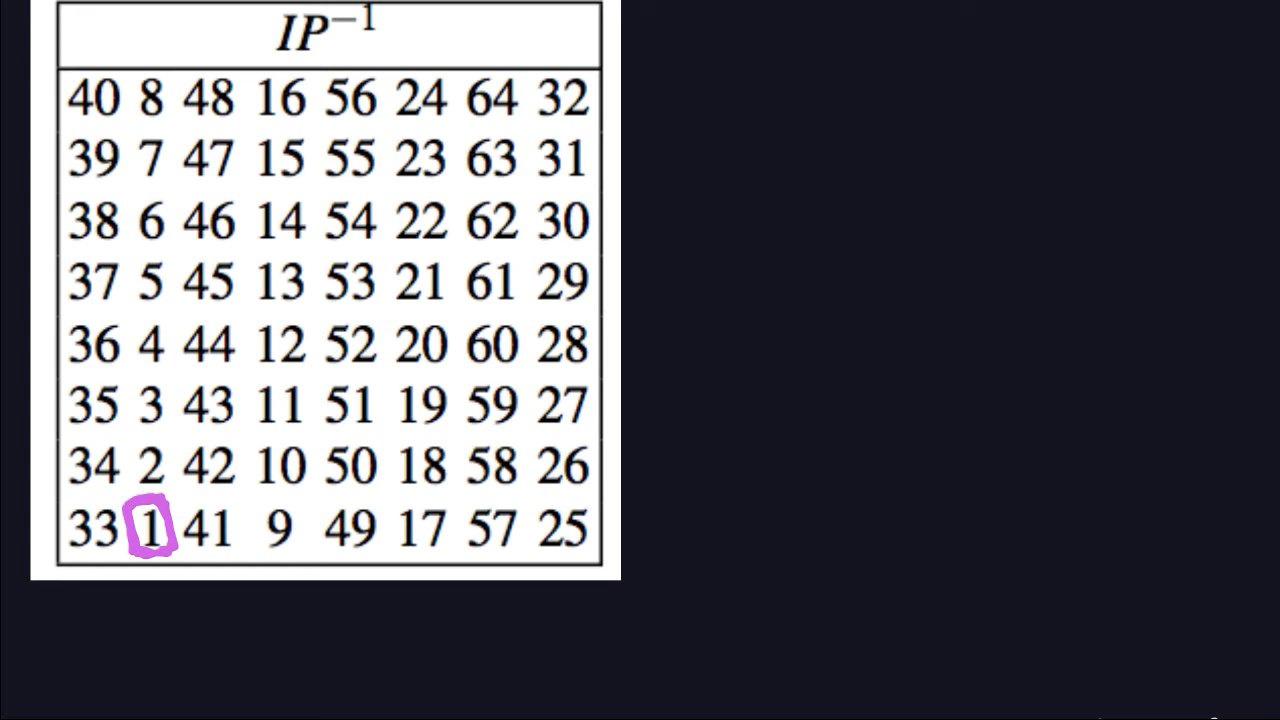 IP⁻¹
40 8 48 16 56 24 64 32
39 7 47 15 55 23 63 31
38 6 46 14 54 22 62 30
37 5 45 13 53 21 61 29
36 4 44 12 52 20 60 28
35 3 43 11 51 19 59 27
34 2 42 10 50 18 58 26
33 1 41 9 49 17 57 25